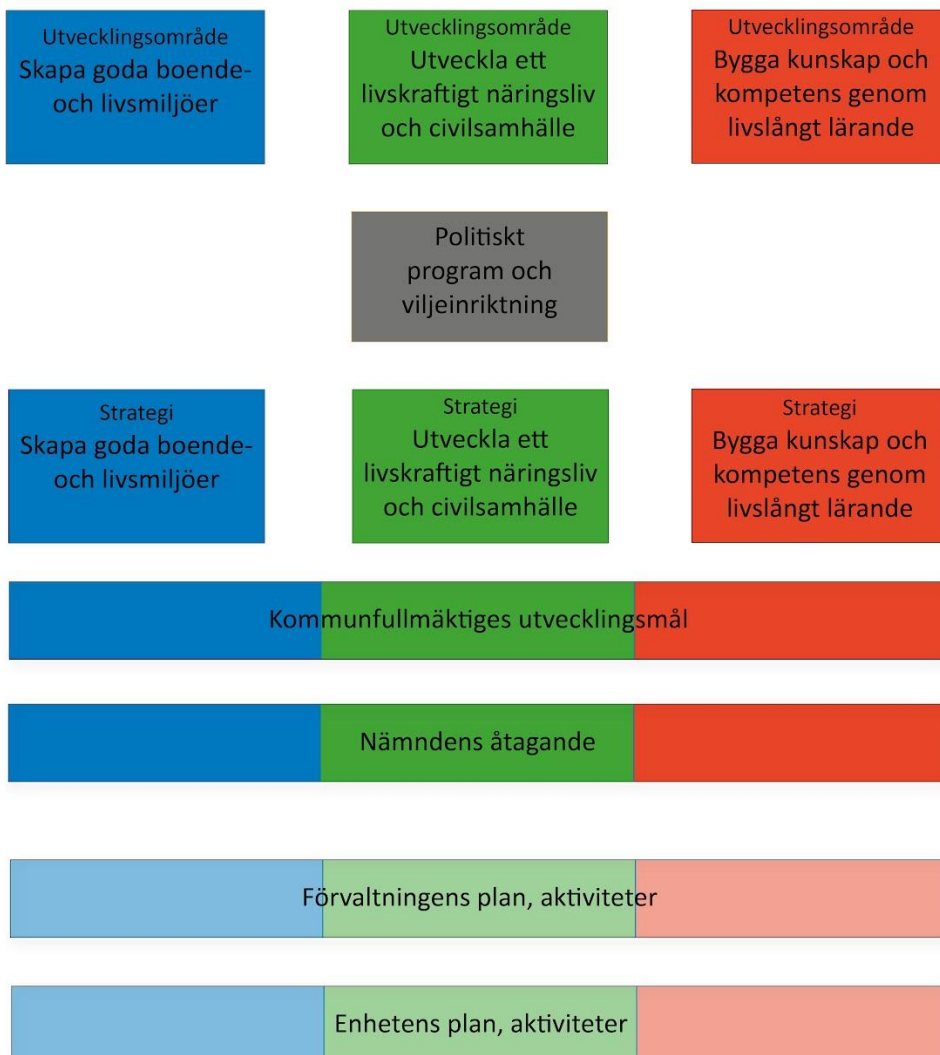 Utvecklingsområde
Skapa goda boende-
och livsmiljöer
Utvecklingsområde
Utveckla ett
livskraftigt näringsliv
och civilsamhälle
Utvecklingsområde
Bygga kunskap och
kompetens genom
livslångt lärande
Politiskt
program och
viljeinriktning
Strategi
Skapa goda boende-
och livsmiljöer
Strategi
Utveckla ett
livskraftigt näringsliv
och civilsamhälle
Strategi
Bygga kunskap och
kompetens genom
livslångt lärande
Kommunfullmäktiges utvecklingsmål
Nämndens åtagande
Förvaltningens plan, aktiviteter
Enhetens plan, aktiviteter